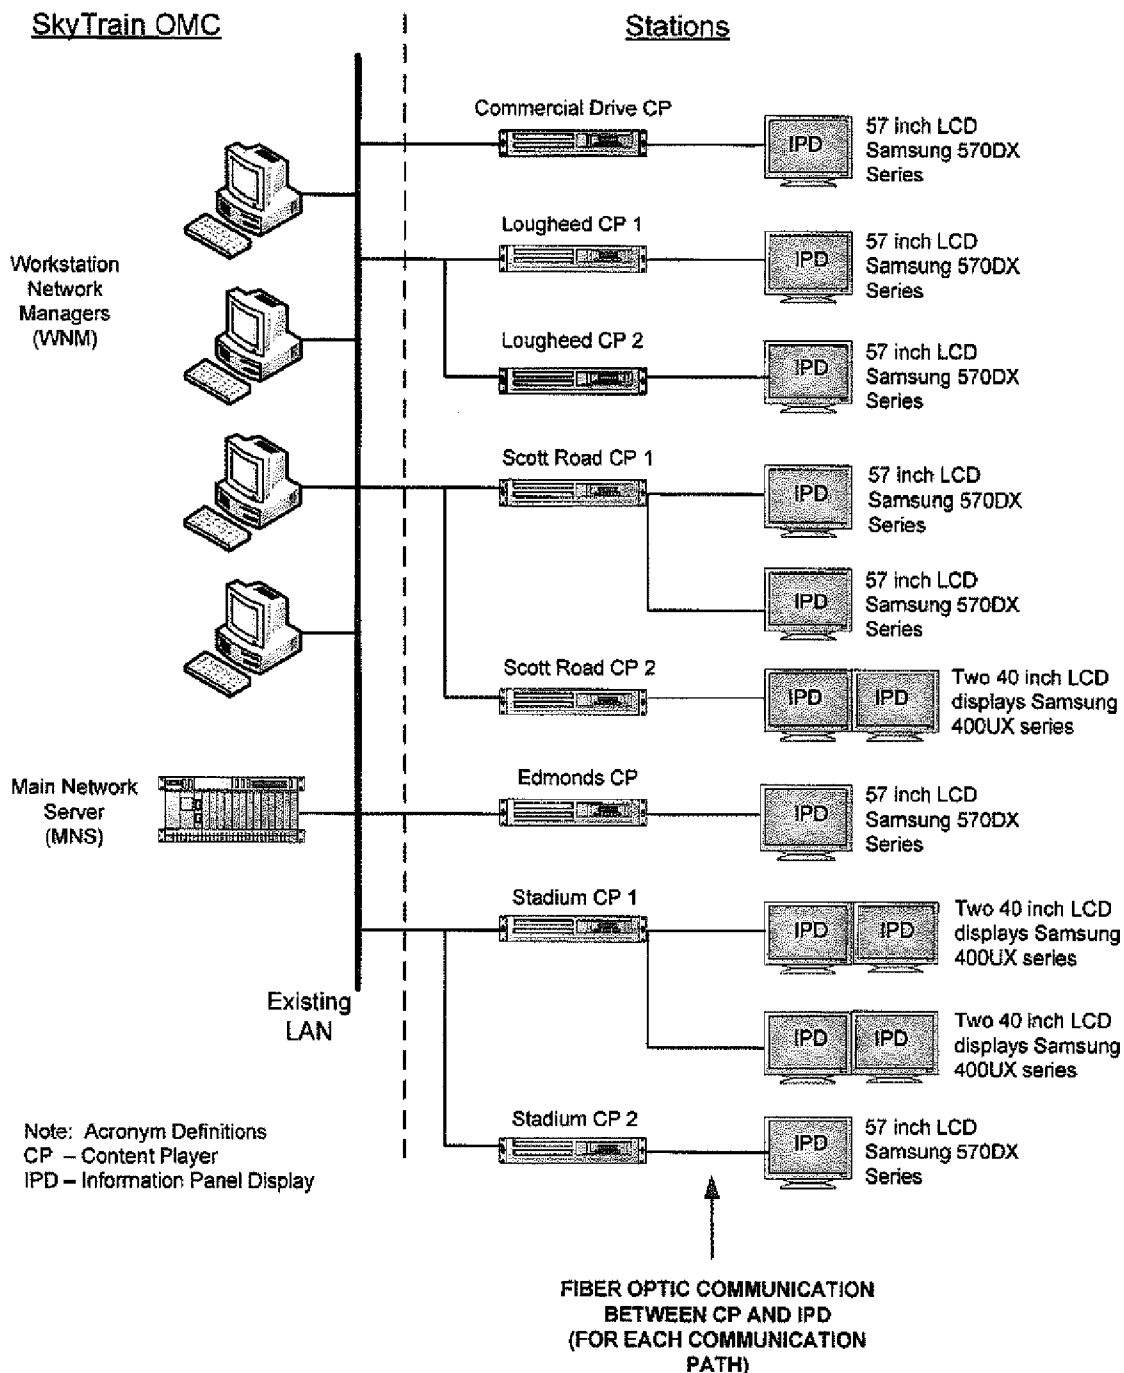 SkyTrain OMC
Stations
Commercial Drive CP
IPD
57 inch LCD
Samsung 570DX
Series
Lougheed CP 1
IPD
57 inch LCD
Samsung 570DX
Series
Workstation
Network
Managers
(WNM)
Lougheed CP 2
IPD
57 inch LCD
Samsung 570DX
Series
Scott Road CP 1
IPD
57 inch LCD
Samsung 570DX
Series
IPD
57 inch LCD
Samsung 570DX
Series
Scott Road CP 2
IPD IPD
Two 40 inch LCD
displays Samsung
400UX series
Main Network
Server
(MNS)
Edmonds CP
IPD
57 inch LCD
Samsung 570DX
Series
Stadium CP 1
IPD IPD
Two 40 inch LCD
displays Samsung
400UX series
Existing
LAN
IPD IPD
Two 40 inch LCD
displays Samsung
400UX series
Stadium CP 2
IPD
57 inch LCD
Samsung 570DX
Series
Note: Acronym Definitions
CP – Content Player
IPD – Information Panel Display
FIBER OPTIC COMMUNICATION
BETWEEN CP AND IPD
(FOR EACH COMMUNICATION
PATH)